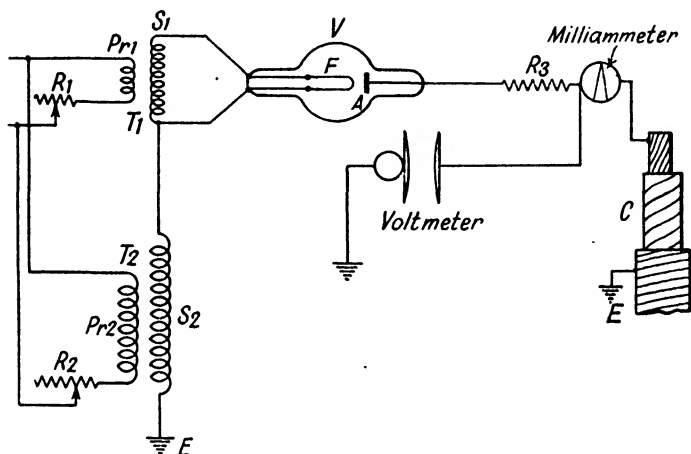 S1
V
Milliammeter
Pr1
F
R3
R1
A
T1
Voltmeter
C
T2
S2
E
Pr2
R2
E